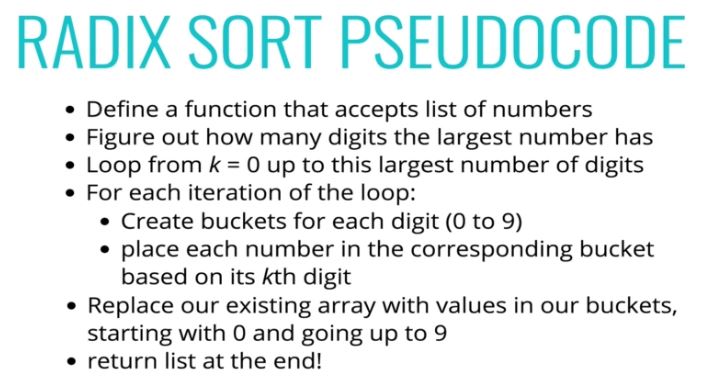 RADIX SORT PSEUDOCODE
• Define a function that accepts list of numbers
• Figure out how many digits the largest number has
• Loop from k = 0 up to this largest number of digits
• For each iteration of the loop:
• Create buckets for each digit (0 to 9)
• place each number in the corresponding bucket
based on its kth digit
• Replace our existing array with values in our buckets,
starting with 0 and going up to 9
• return list at the end!